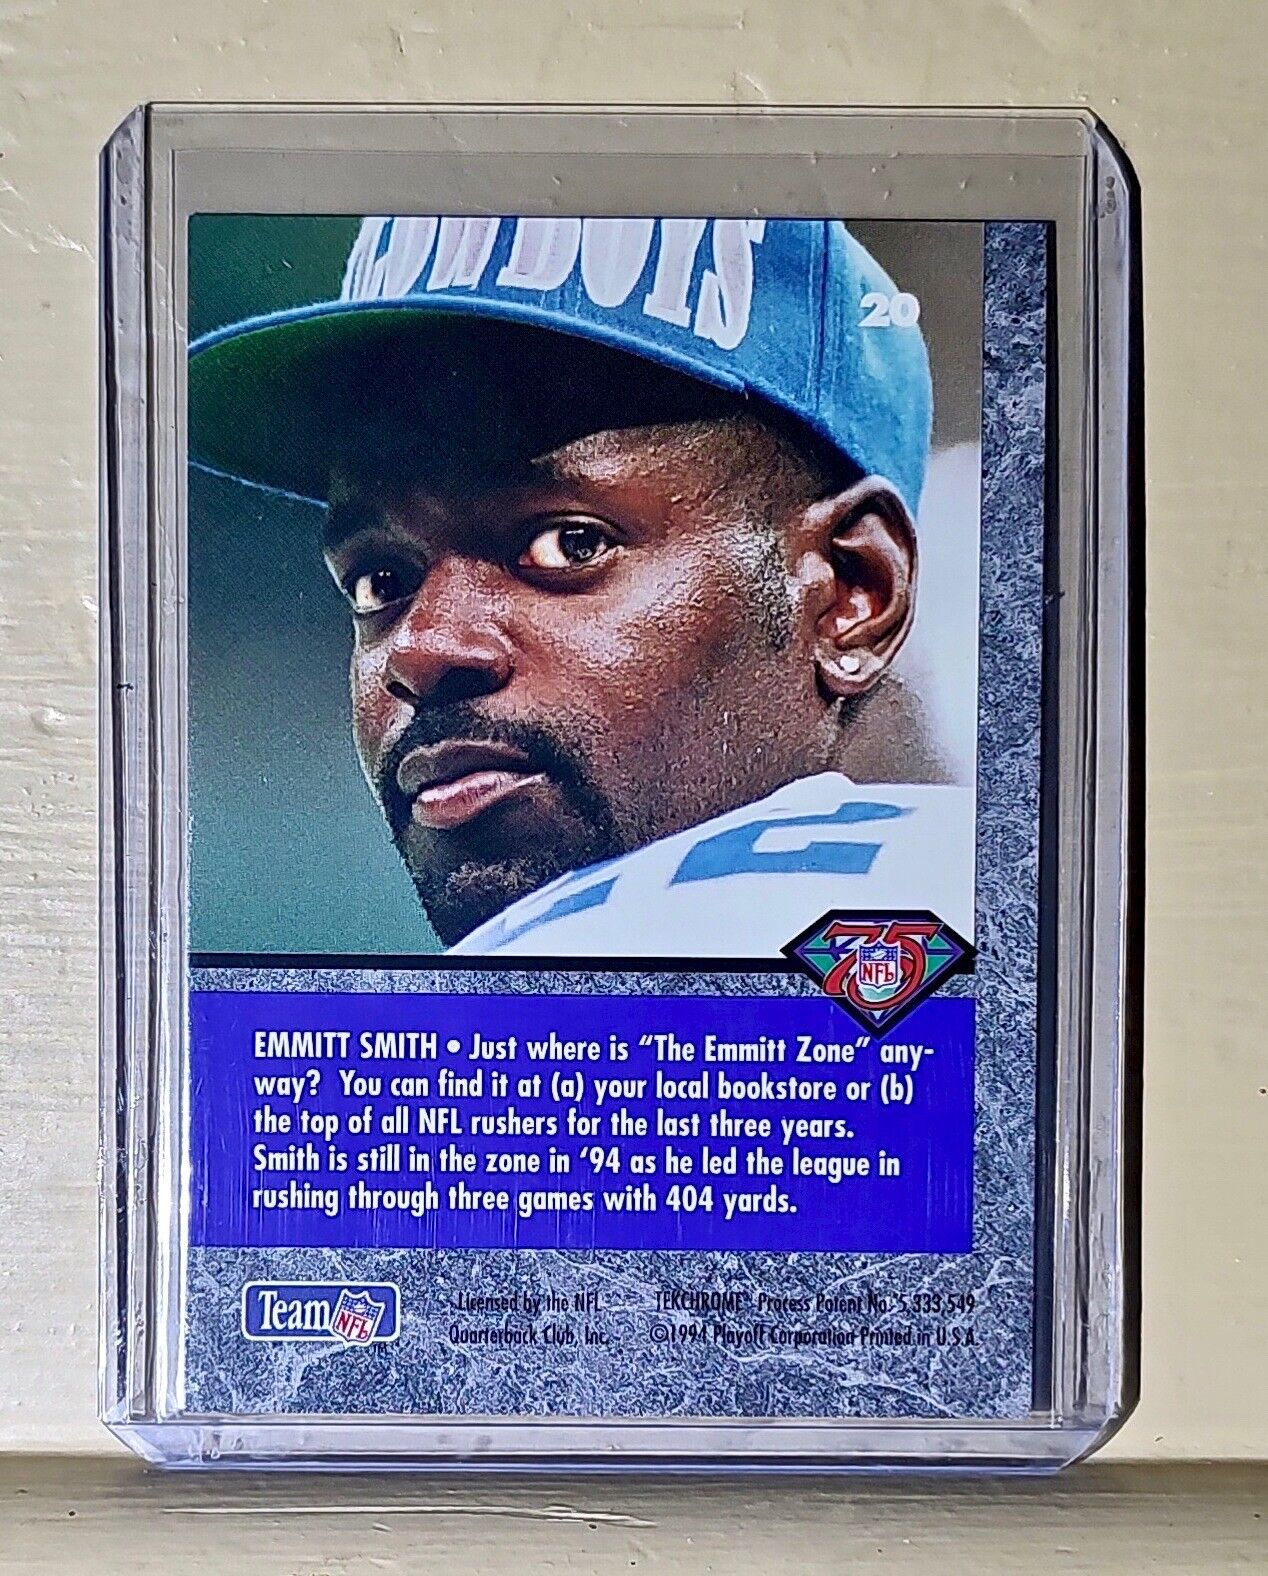 COWBOYS
20
75
NFL
EMMITT SMITH • Just where is "The Emmitt Zone" any-
way? You can find it at (a) your local bookstore or (b)
the top of all NFL rushers for the last three years.
Smith is still in the zone in '94 as he led the league in
rushing through three games with 404 yards.
Team NFL
Licensed by the NFL
Quarterback Club, Inc.
TEKCHROME™ Process Patent No. 5,333,549
©1994 Playoff Corporation Printed in U.S.A.